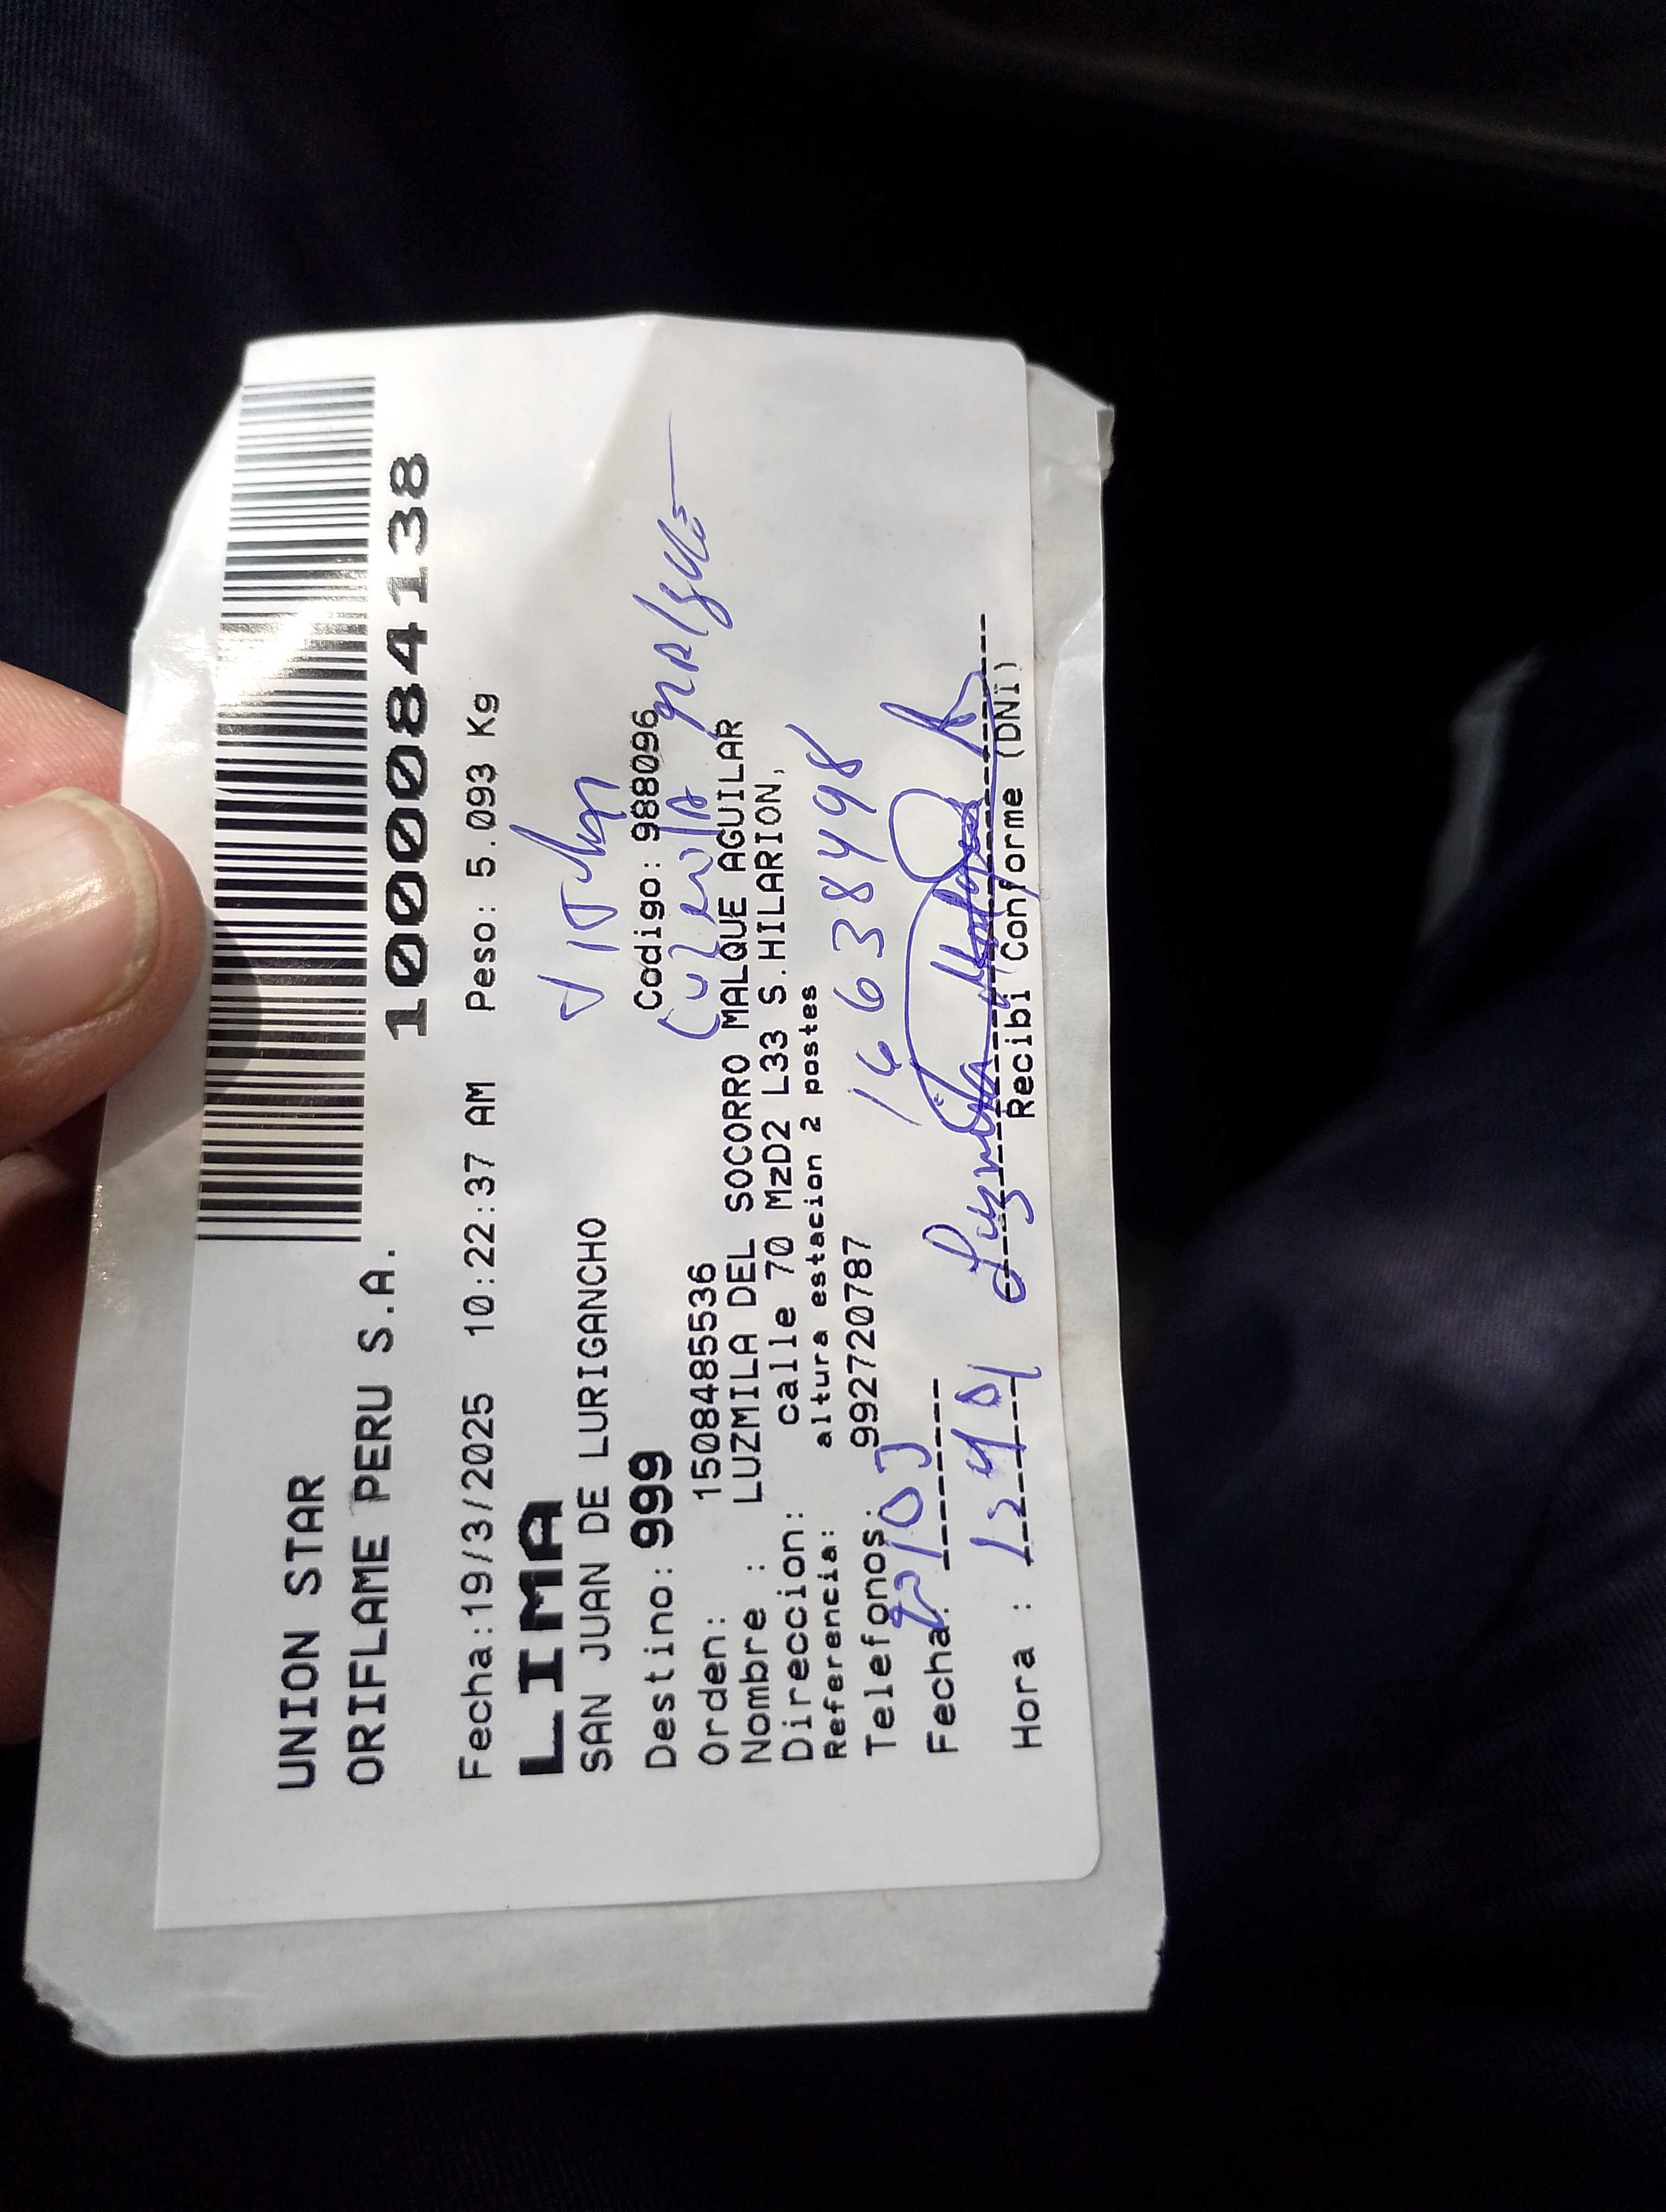 UNION STAR
ORIFLAME PERU S.A.
1000084138
Fecha:19/3/2025 10:22:37 AM Peso: 5.093 Kg
LIMA
SAN JUAN DE LURIGANCHO
Destino: 999 Codigo: 988096
Orden: 1508485536
Nombre : LUZMILA DEL SOCORRO MALQUE AGUILAR
Direccion: calle 70 MzD2 L33 S.HILARION,
Referencia: altura estacion 2 postes
Telefonos: 992720787
16638498
Fecha:
Hora :
Recibi Conforme (DNI)